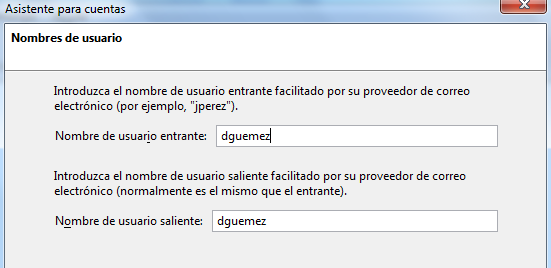 Asistente para cuentas
Nombres de usuario
Introduzca el nombre de usuario entrante facilitado por su proveedor de correo
electrónico (por ejemplo, "jperez").
Nombre de usuario entrante: dguemez
Introduzca el nombre de usuario saliente facilitado por su proveedor de correo
electrónico (normalmente es el mismo que el entrante).
Nombre de usuario saliente: dguemez